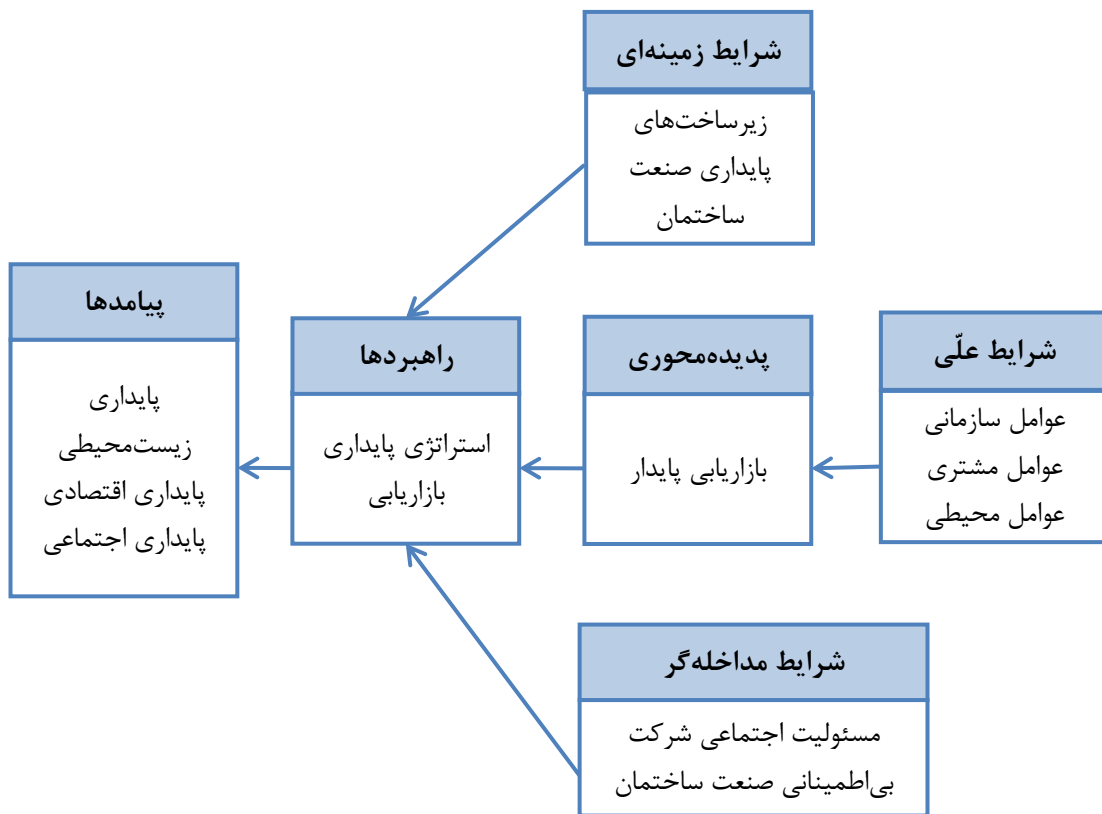 شرایط زمینه‌ای
زیرساخت‌های
پایداری صنعت
ساختمان
شرایط علّی
عوامل سازمانی
عوامل مشتری
عوامل محیطی
پدیده‌محوری
بازاریابی پایدار
راهبردها
استراتژی پایداری
بازاریابی
پیامدها
پایداری
زیست‌محیطی
پایداری اقتصادی
پایداری اجتماعی
شرایط مداخله‌گر
مسئولیت اجتماعی شرکت
بی‌اطمینانی صنعت ساختمان